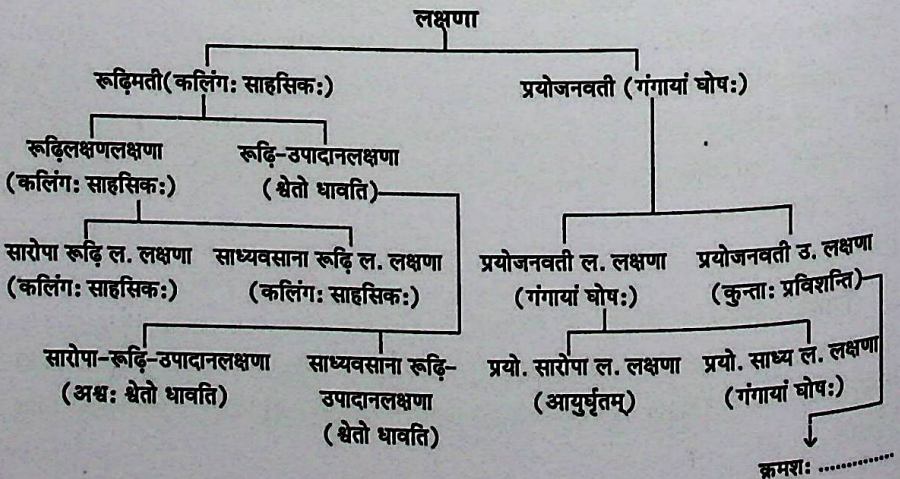 लक्षणा
रूढ़िमती(कलिंग: साहसिक:)
प्रयोजनवती (गंगायां घोष:)
रूढ़िलक्षणलक्षणा
(कलिंग: साहसिक:)
रूढ़ि-उपादानलक्षणा
(श्वेतो धावति)
सारोपा रूढ़ि ल. लक्षणा
(कलिंग: साहसिक:)
साध्यवसाना रूढ़ि ल. लक्षणा
(कलिंग: साहसिक:)
प्रयोजनवती ल. लक्षणा
(गंगायां घोष:)
प्रयोजनवती उ. लक्षणा
(कुन्ता: प्रविशन्ति)
सारोपा-रूढ़ि-उपादानलक्षणा
(अश्व: श्वेतो धावति)
साध्यवसाना रूढ़ि-
उपादानलक्षणा
(श्वेतो धावति)
प्रयो. सारोपा ल. लक्षणा
(आयुर्घृतम्)
प्रयो. साध्य ल. लक्षणा
(गंगायां घोष:)
क्रमश: ..............